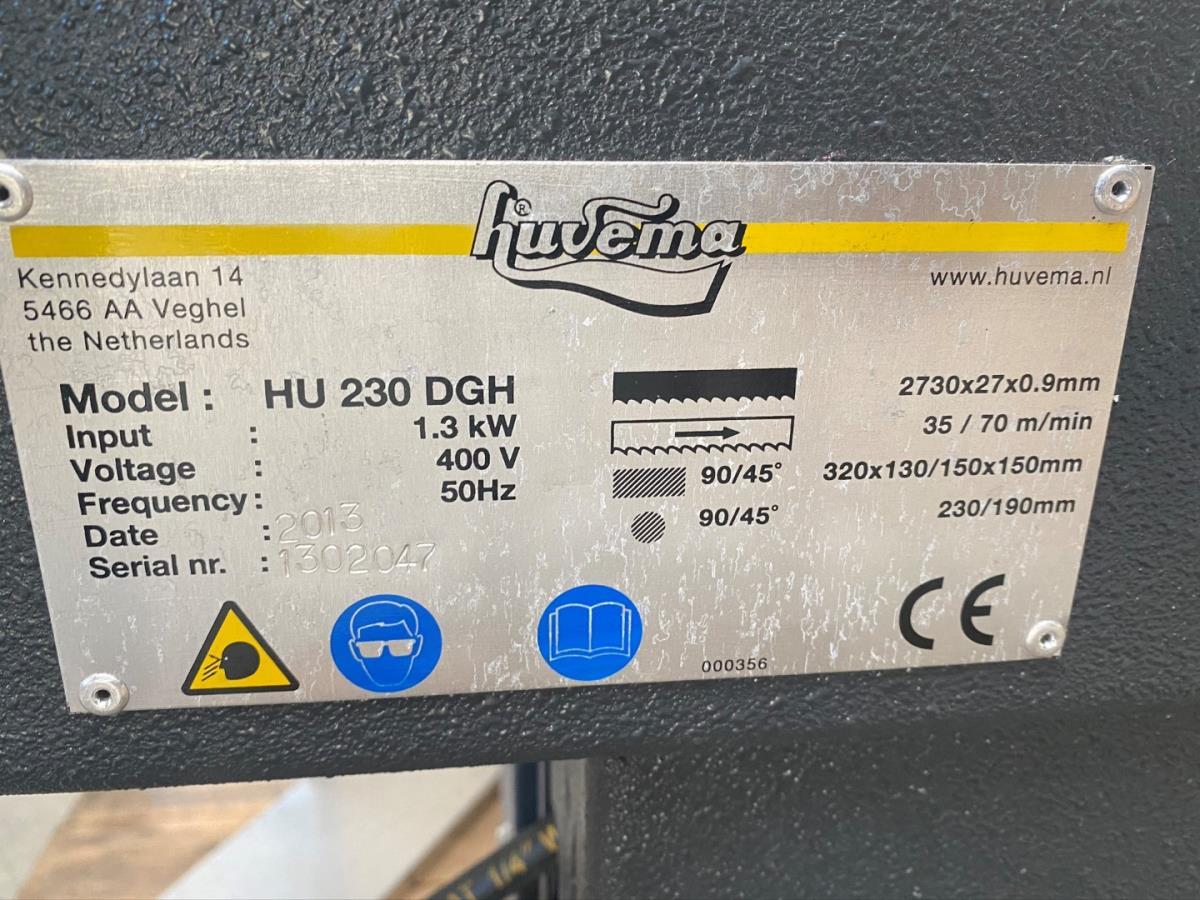 ® huvema
Kennedylaan 14
5466 AA Veghel
the Netherlands
www.huvema.nl
Model : HU 230 DGH
Input : 1.3 kW
Voltage : 400 V
Frequency : 50Hz
Date : 2013
Serial nr. : 1302047
2730x27x0.9mm
35 / 70 m/min
90/45° 320x130/150x150mm
90/45° 230/190mm
000356
CE
1/4" W